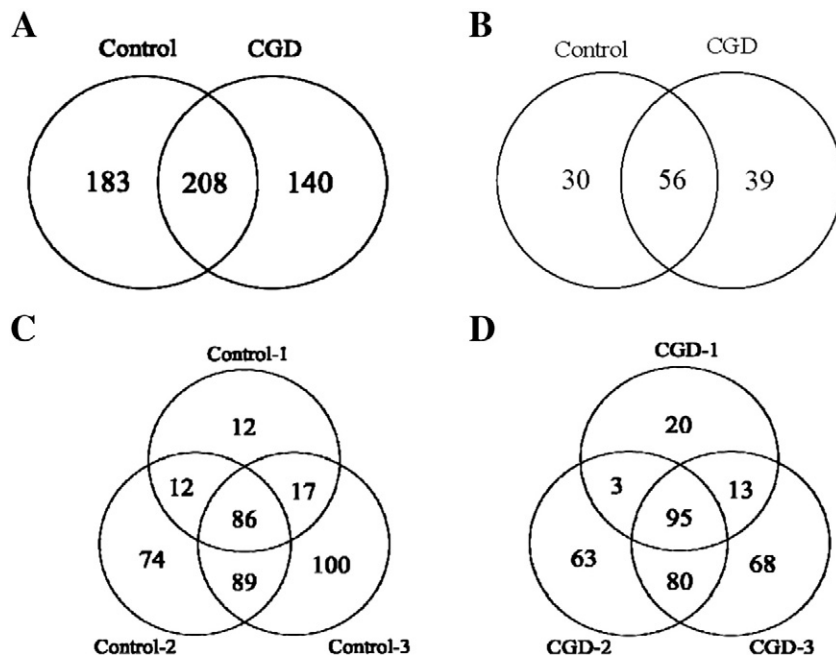 A
Control CGD
183 208 140
B
Control CGD
30 56 39
C
Control-1
12
12 17
86
74 100
89
Control-2 Control-3
D
CGD-1
20
3 13
95
63 68
80
CGD-2 CGD-3